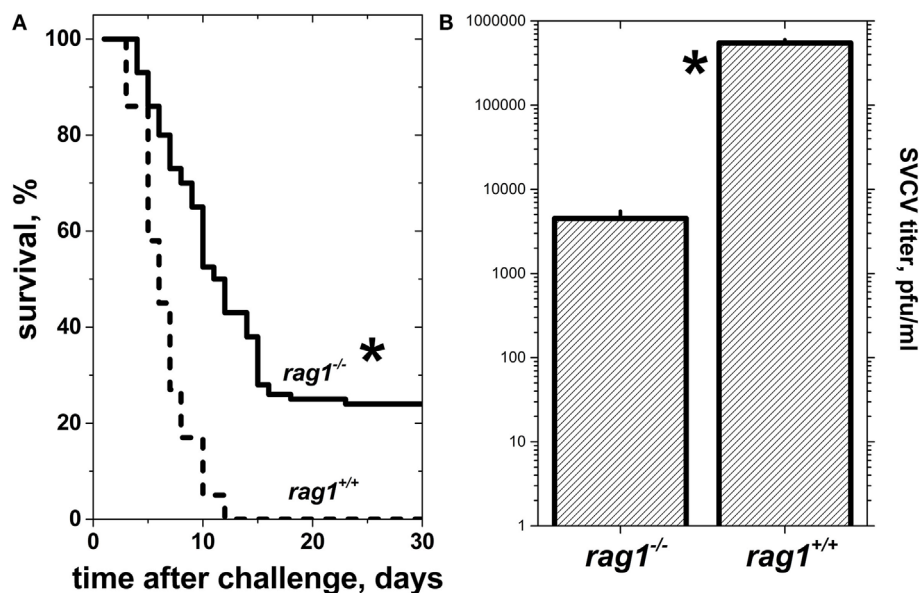 A
100
80
60
40
20
0
survival, %
*
rag1-/-
rag1+/+
0 10 20 30
time after challenge, days
B
1000000
100000
10000
1000
100
10
1
*
SVCV titer, pfu/ml
rag1-/- rag1+/+